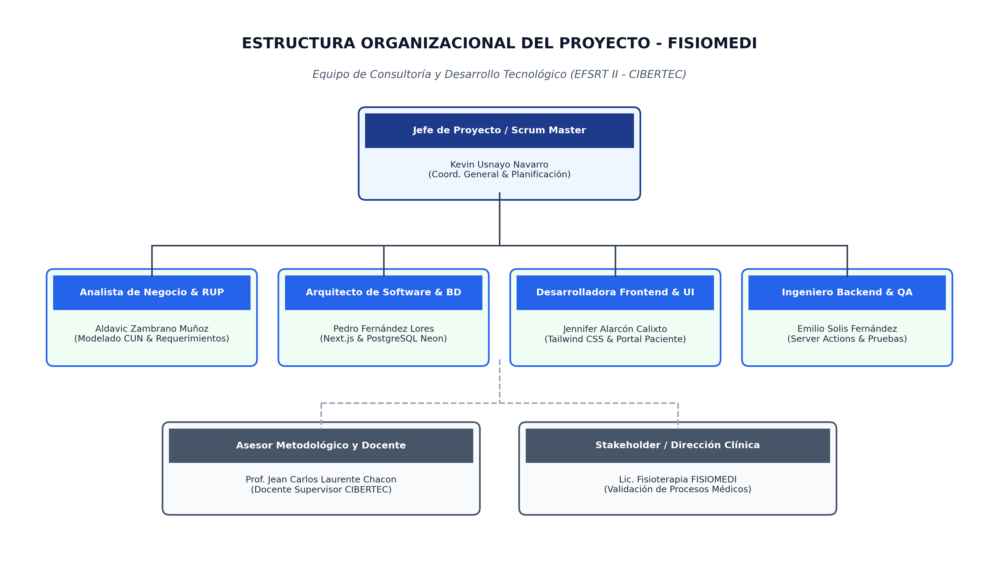 ESTRUCTURA ORGANIZACIONAL DEL PROYECTO - FISIOMEDI
Equipo de Consultoría y Desarrollo Tecnológico (EFSRT II - CIBERTEC)
Jefe de Proyecto / Scrum Master
Kevin Usnayo Navarro
(Coord. General & Planificación)
Analista de Negocio & RUP
Aldavic Zambrano Muñoz
(Modelado CUN & Requerimientos)
Arquitecto de Software & BD
Pedro Fernández Lores
(Next.js & PostgreSQL Neon)
Desarrolladora Frontend & UI
Jennifer Alarcón Calixto
(Tailwind CSS & Portal Paciente)
Ingeniero Backend & QA
Emilio Solis Fernández
(Server Actions & Pruebas)
Asesor Metodológico y Docente
Prof. Jean Carlos Laurente Chacon
(Docente Supervisor CIBERTEC)
Stakeholder / Dirección Clínica
Lic. Fisioterapia FISIOMEDI
(Validación de Procesos Médicos)